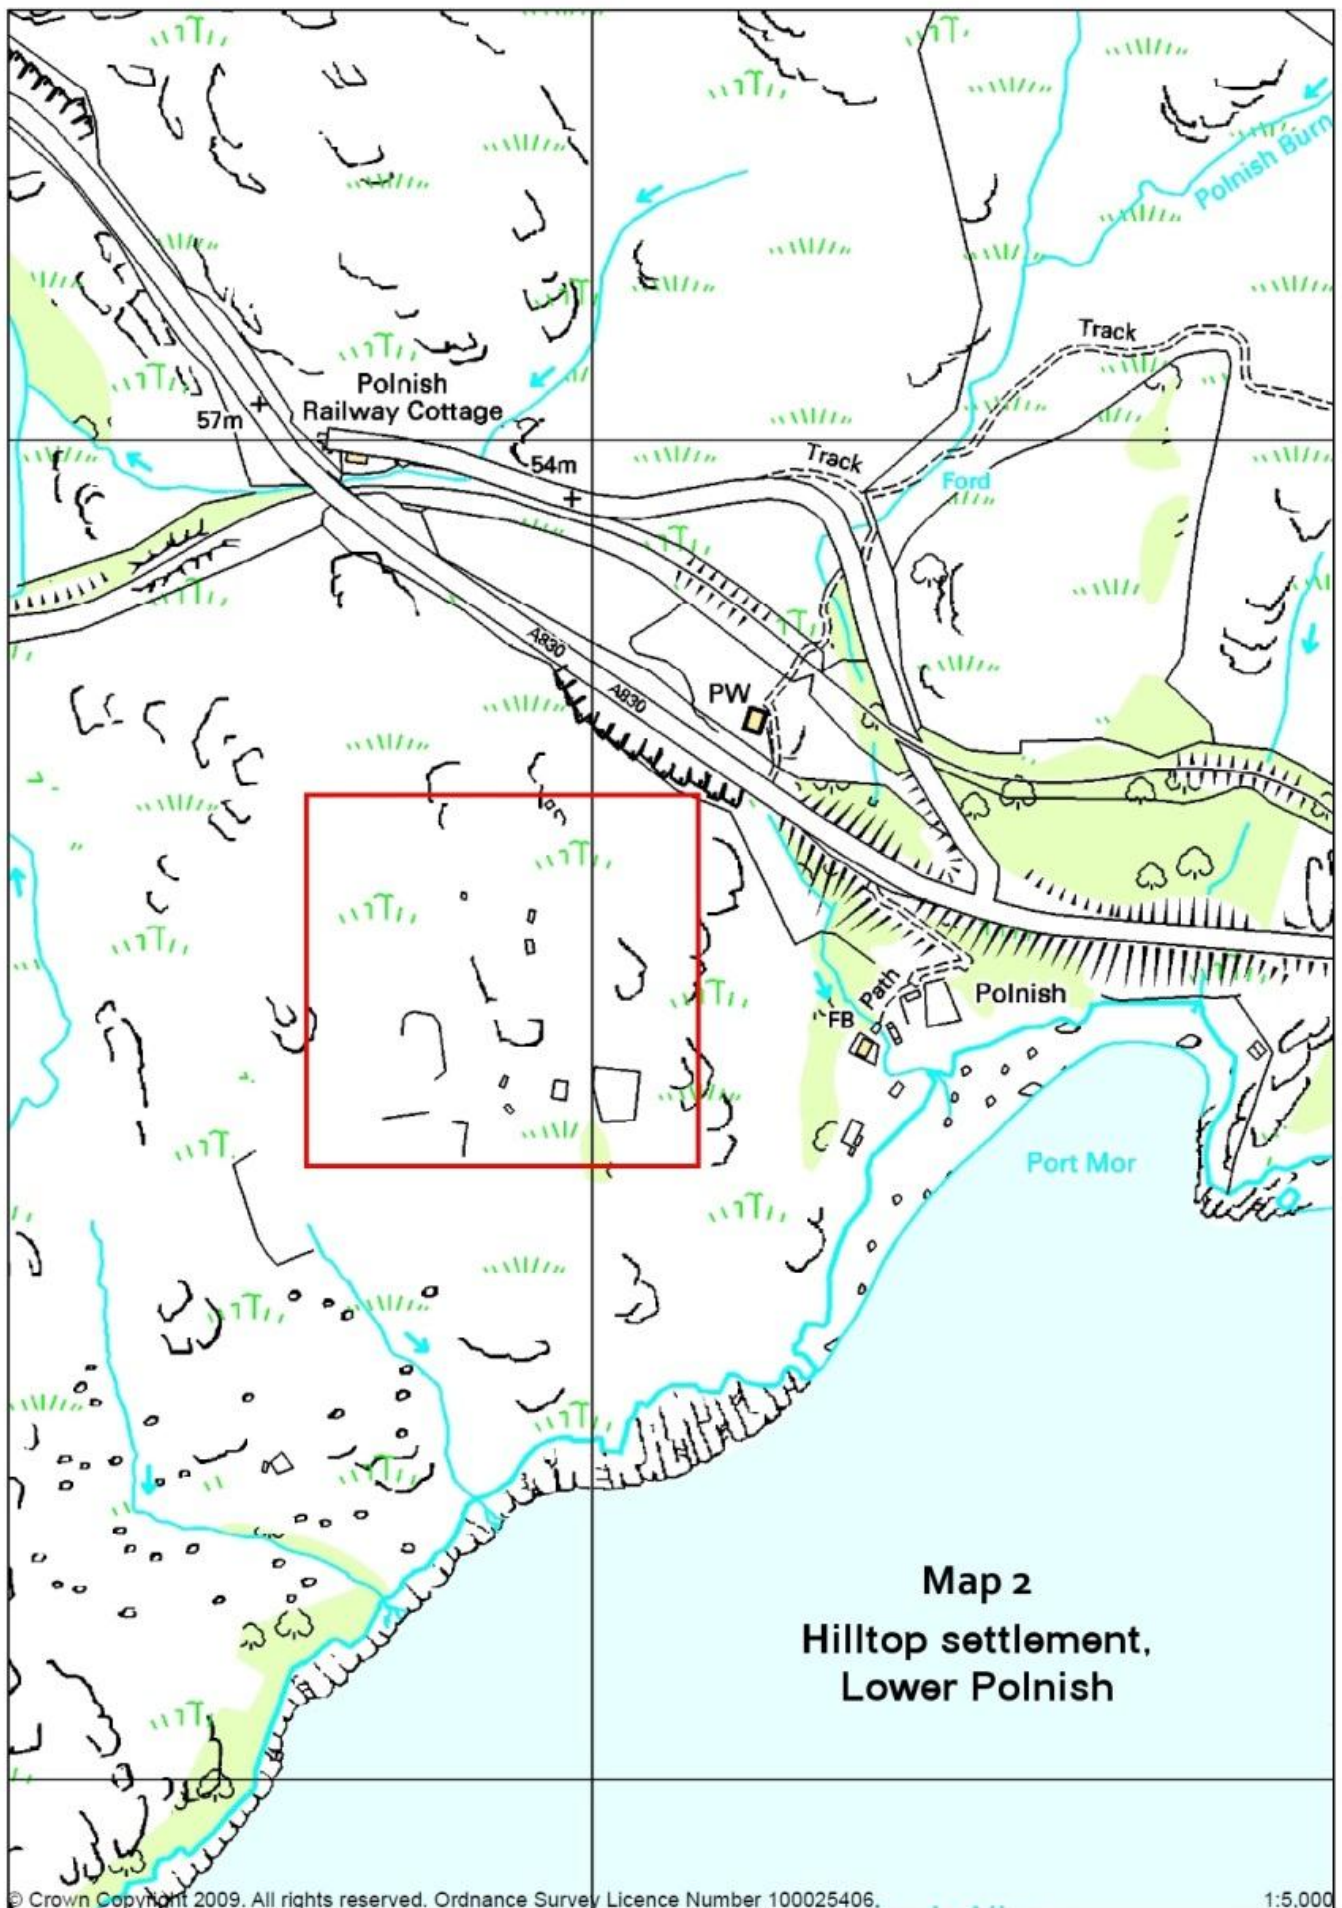 Polnish Burn
Track
Polnish
Railway Cottage
57m
54m
Track
Ford
A830
A830
PW
Path
Polnish
FB
Port Mor
Map 2
Hilltop settlement,
Lower Polnish
© Crown Copyright 2009. All rights reserved. Ordnance Survey Licence Number 100025406.
1:5,000